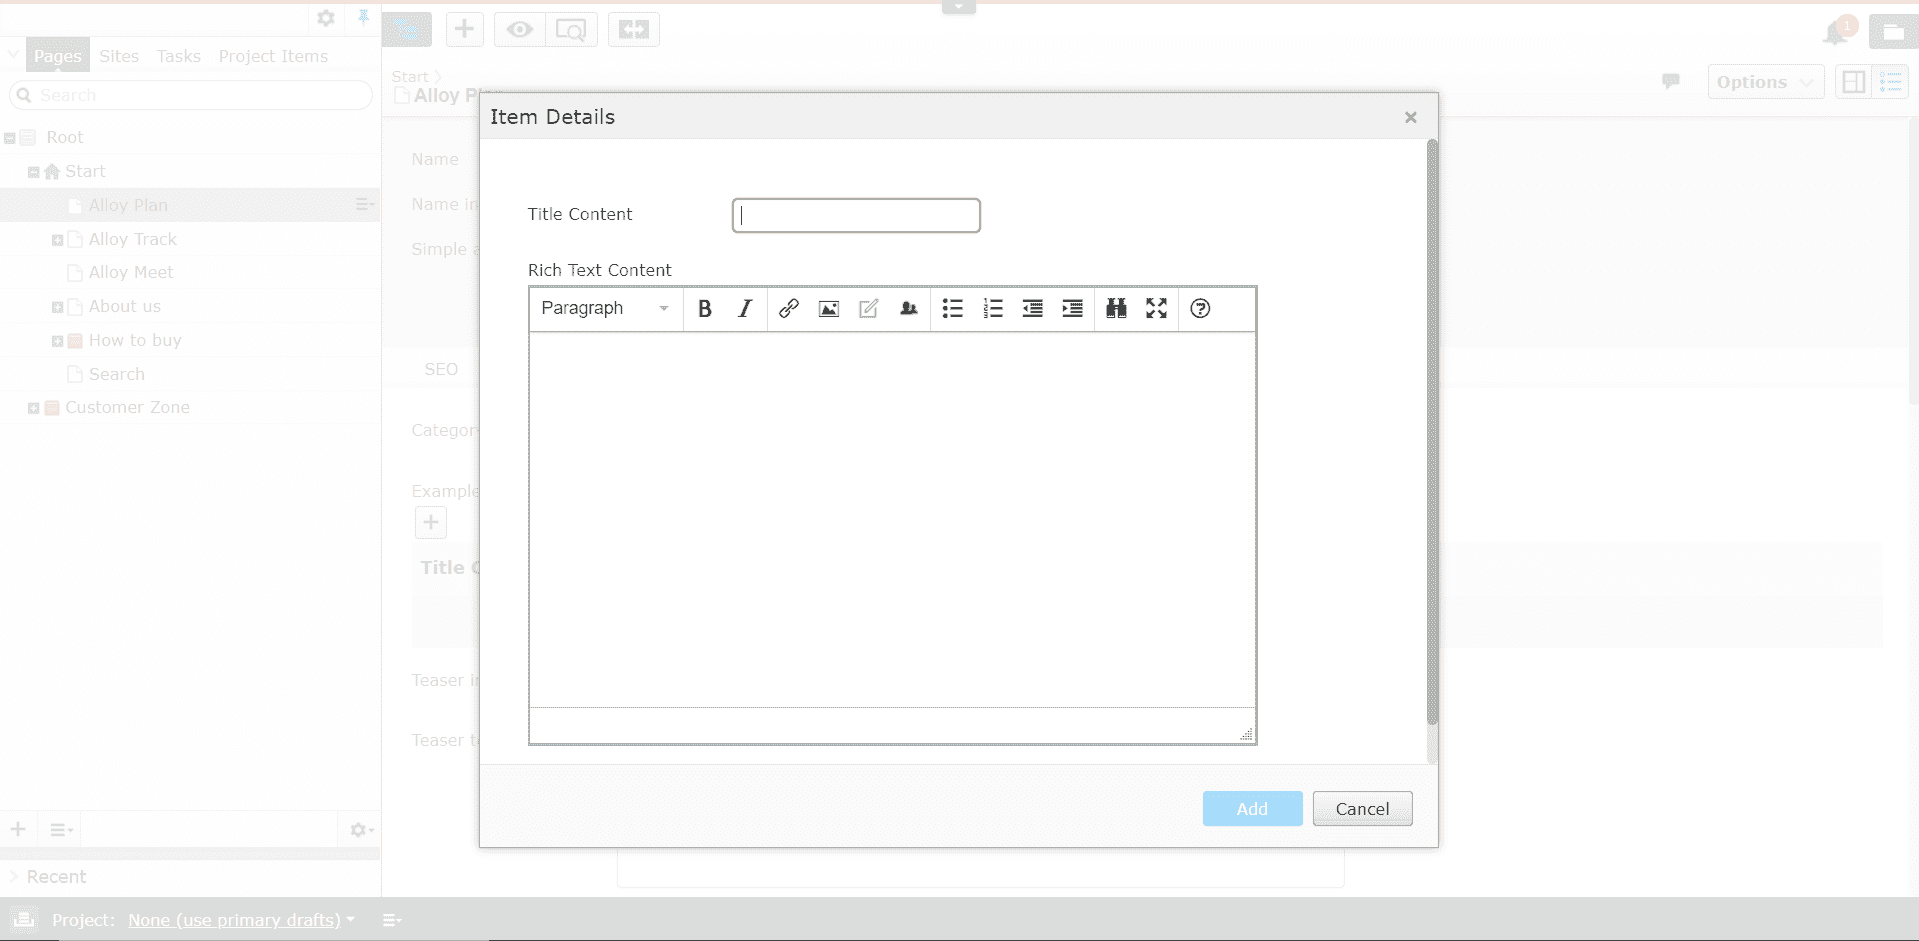 1
Pages Sites Tasks Project Items
Start
Search
Alloy P
Options
Item Details
Root
Start
Alloy Plan
Alloy Track
Alloy Meet
About us
How to buy
Search
Customer Zone
Name
Name in
Simple a
SEO
Categor
Example
Title C
Teaser i
Teaser t
Title Content
Rich Text Content
Paragraph B I
Add Cancel
Recent
Project: None (use primary drafts)